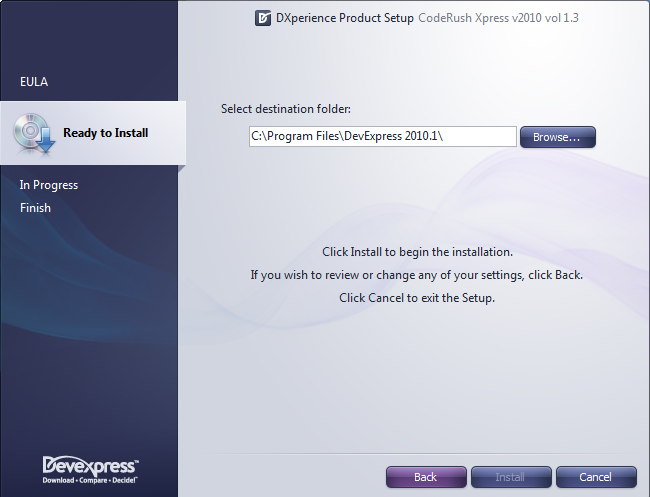 DXperience Product Setup CodeRush Xpress v2010 vol 1.3
EULA
Ready to Install
In Progress
Finish
Select destination folder:
C:\Program Files\DevExpress 2010.1\
Browse...
Click Install to begin the installation.
If you wish to review or change any of your settings, click Back.
Click Cancel to exit the Setup.
Devexpress™
Download • Compare • Decide!™
Back
Install
Cancel